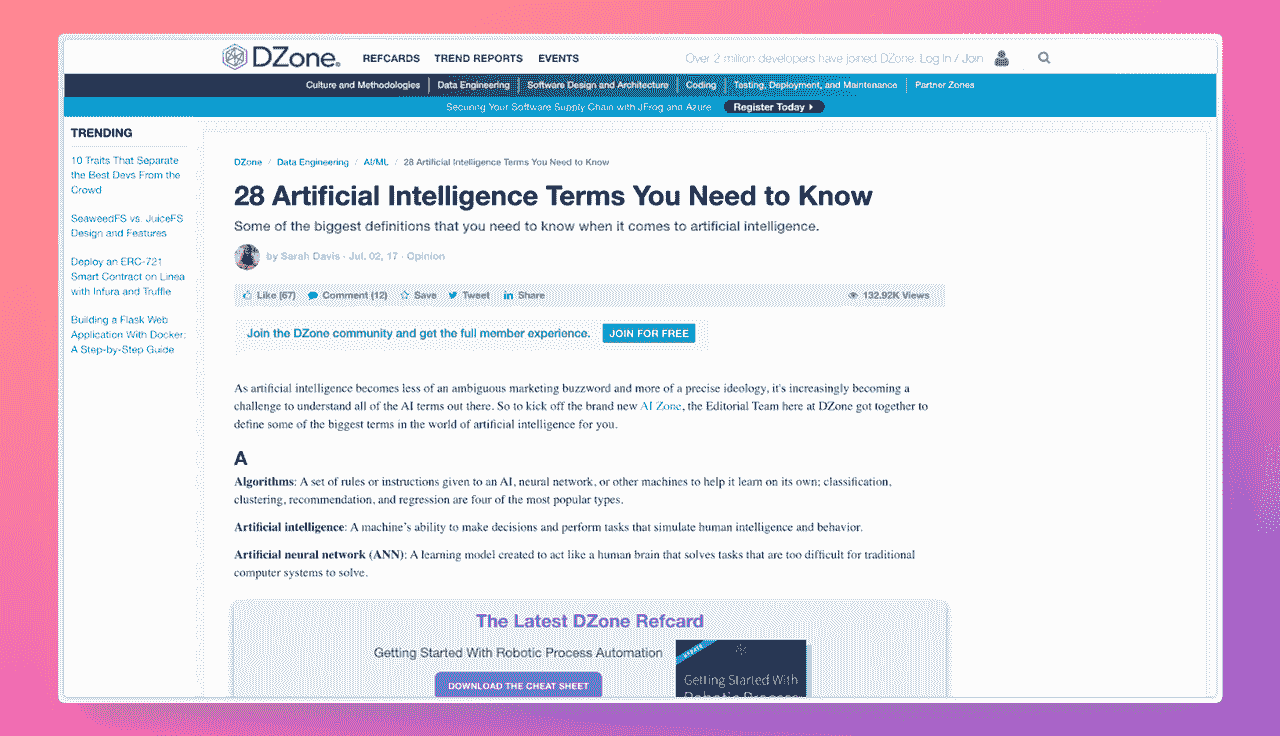 DZone. REFCARDS TREND REPORTS EVENTS Over 2 million developers have joined DZone. Log In / Join
Culture and Methodologies Data Engineering Software Design and Architecture Coding Testing, Deployment, and Maintenance Partner Zones
Securing Your Software Supply Chain with JFrog and Azure Register Today
TRENDING
10 Traits That Separate
the Best Devs From the
Crowd
SeaweedFS vs. JuiceFS
Design and Features
Deploy an ERC-721
Smart Contract on Linea
with Infura and Truffle
Building a Flask Web
Application With Docker:
A Step-by-Step Guide
DZone / Data Engineering / AI/ML / 28 Artificial Intelligence Terms You Need to Know
28 Artificial Intelligence Terms You Need to Know
Some of the biggest definitions that you need to know when it comes to artificial intelligence.
by Sarah Davis · Jul. 02, 17 · Opinion
Like (67) Comment (12) Save Tweet Share 132.92K Views
Join the DZone community and get the full member experience. JOIN FOR FREE
As artificial intelligence becomes less of an ambiguous marketing buzzword and more of a precise ideology, it's increasingly becoming a
challenge to understand all of the AI terms out there. So to kick off the brand new AI Zone, the Editorial Team here at DZone got together to
define some of the biggest terms in the world of artificial intelligence for you.
A
Algorithms: A set of rules or instructions given to an AI, neural network, or other machines to help it learn on its own; classification,
clustering, recommendation, and regression are four of the most popular types.
Artificial intelligence: A machine's ability to make decisions and perform tasks that simulate human intelligence and behavior.
Artificial neural network (ANN): A learning model created to act like a human brain that solves tasks that are too difficult for traditional
computer systems to solve.
The Latest DZone Refcard
Getting Started With Robotic Process Automation
DOWNLOAD THE CHEAT SHEET
UPDATE
Getting Started With
Robotic Process